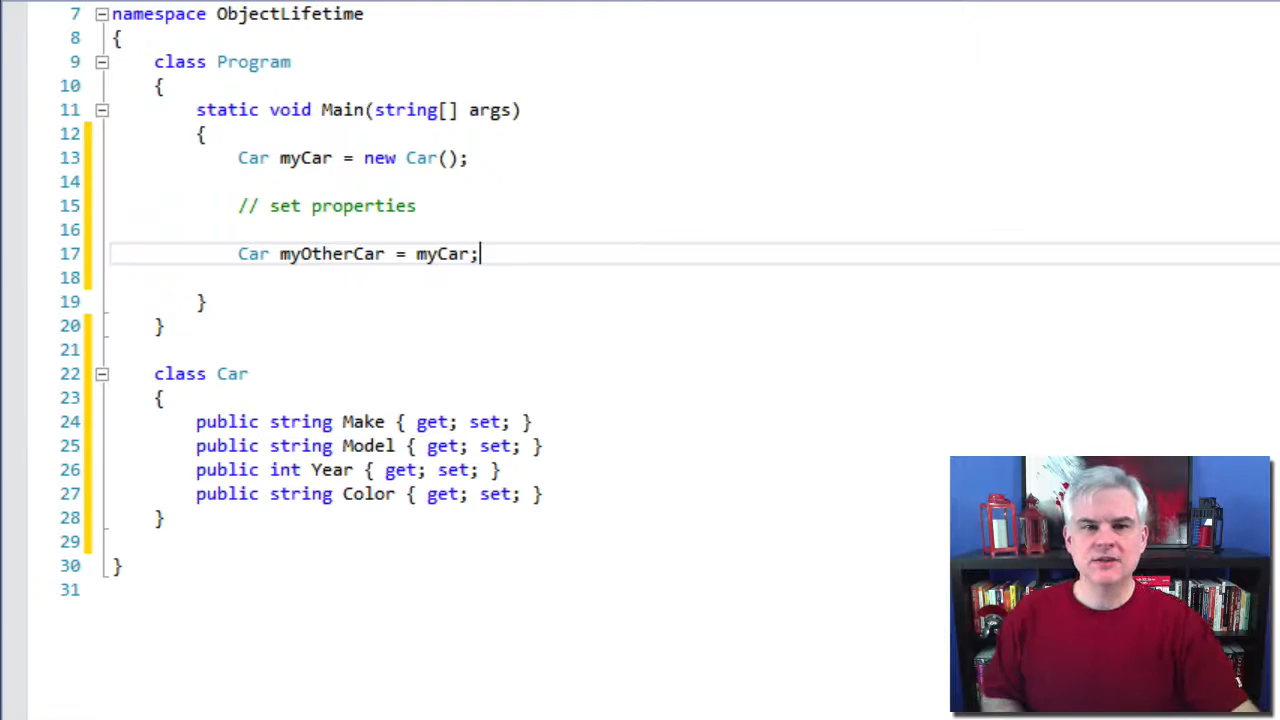 7 namespace ObjectLifetime
8 {
9 class Program
10 {
11 static void Main(string[] args)
12 {
13 Car myCar = new Car();
14
15 // set properties
16
17 Car myOtherCar = myCar;
18
19 }
20 }
21
22 class Car
23 {
24 public string Make { get; set; }
25 public string Model { get; set; }
26 public int Year { get; set; }
27 public string Color { get; set; }
28 }
29
30 }
31